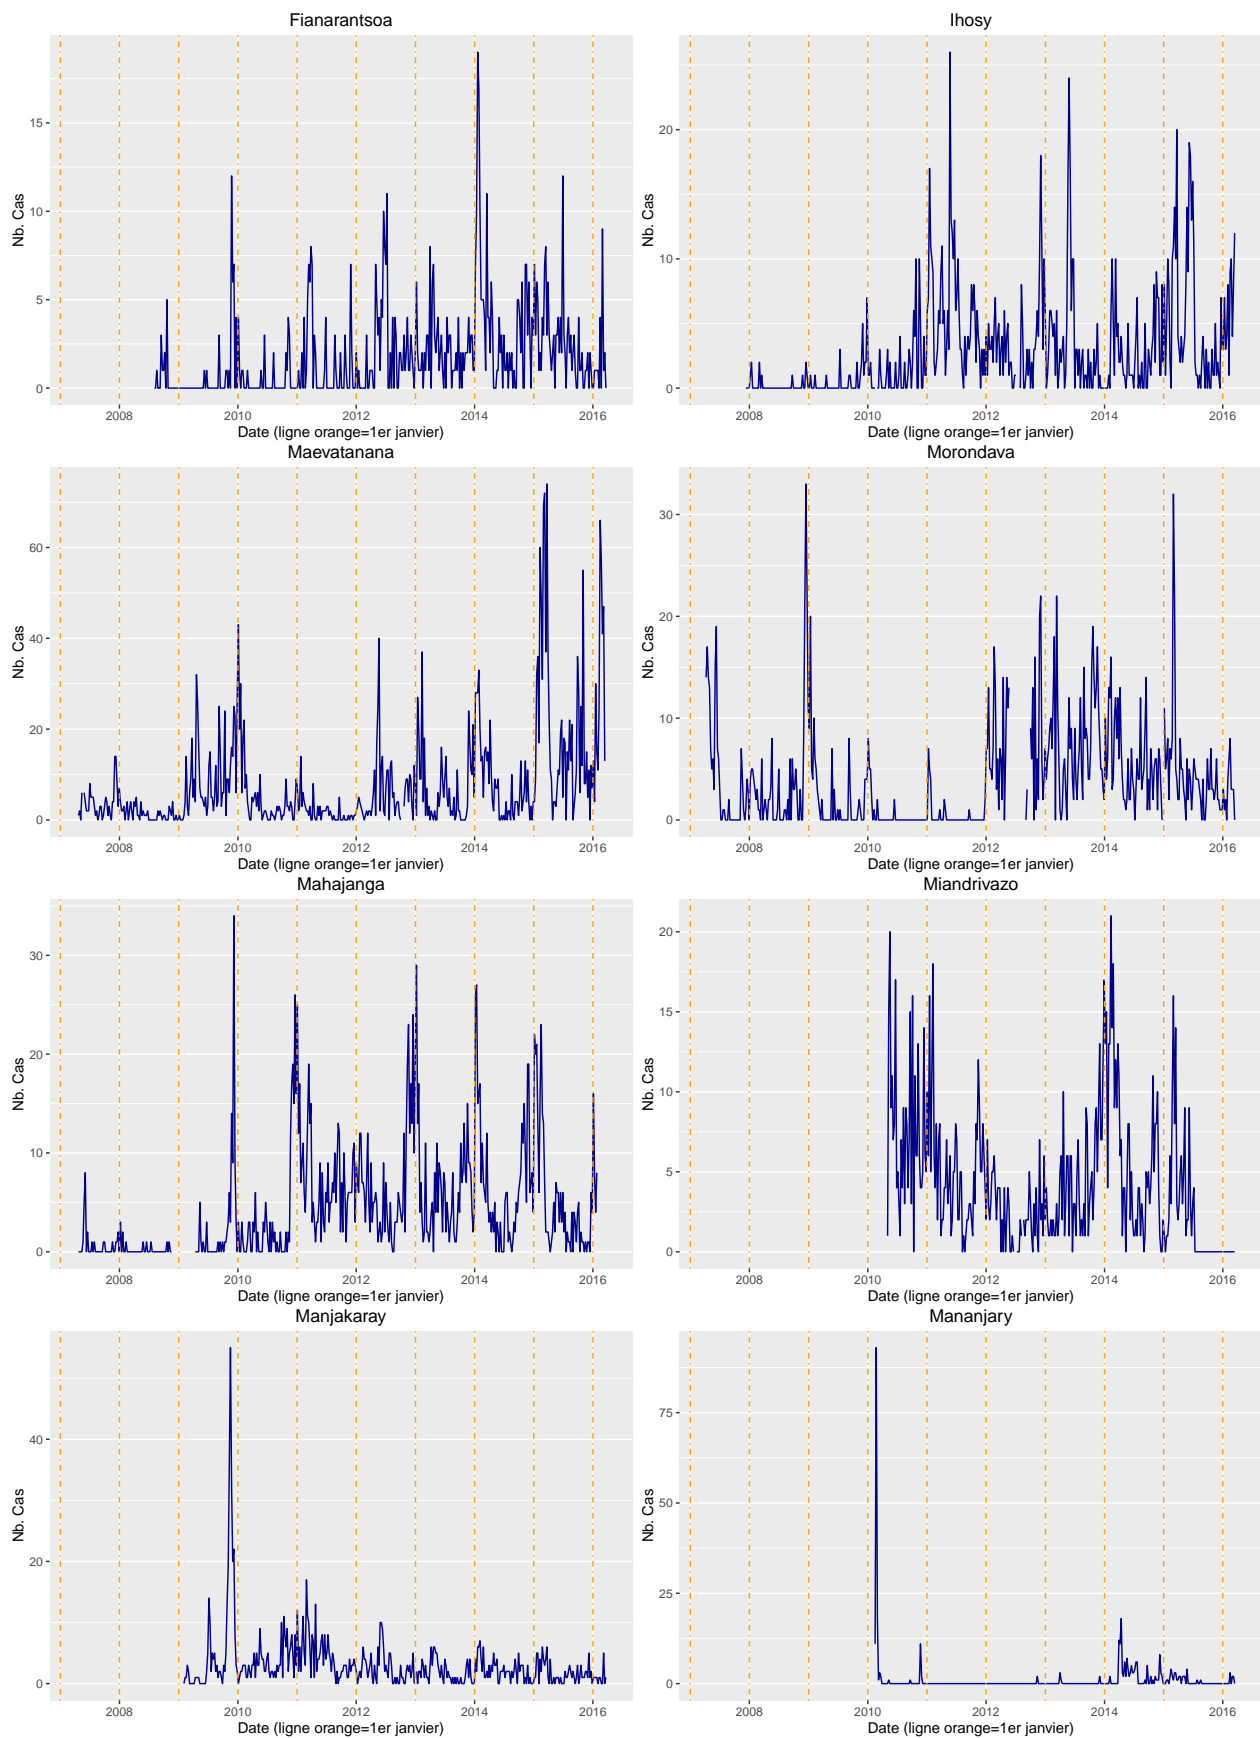 Fianarantsoa
Nb. Cas
15
10
5
0
2008 2010 2012 2014 2016
Date (ligne orange=1er janvier)
Ihosy
Nb. Cas
20
10
0
2008 2010 2012 2014 2016
Date (ligne orange=1er janvier)
Maevatanana
Nb. Cas
60
40
20
0
2008 2010 2012 2014 2016
Date (ligne orange=1er janvier)
Morondava
Nb. Cas
30
20
10
0
2008 2010 2012 2014 2016
Date (ligne orange=1er janvier)
Mahajanga
Nb. Cas
30
20
10
0
2008 2010 2012 2014 2016
Date (ligne orange=1er janvier)
Miandrivazo
Nb. Cas
20
15
10
5
0
2008 2010 2012 2014 2016
Date (ligne orange=1er janvier)
Manjakaray
Nb. Cas
40
20
0
2008 2010 2012 2014 2016
Date (ligne orange=1er janvier)
Mananjary
Nb. Cas
75
50
25
0
2008 2010 2012 2014 2016
Date (ligne orange=1er janvier)